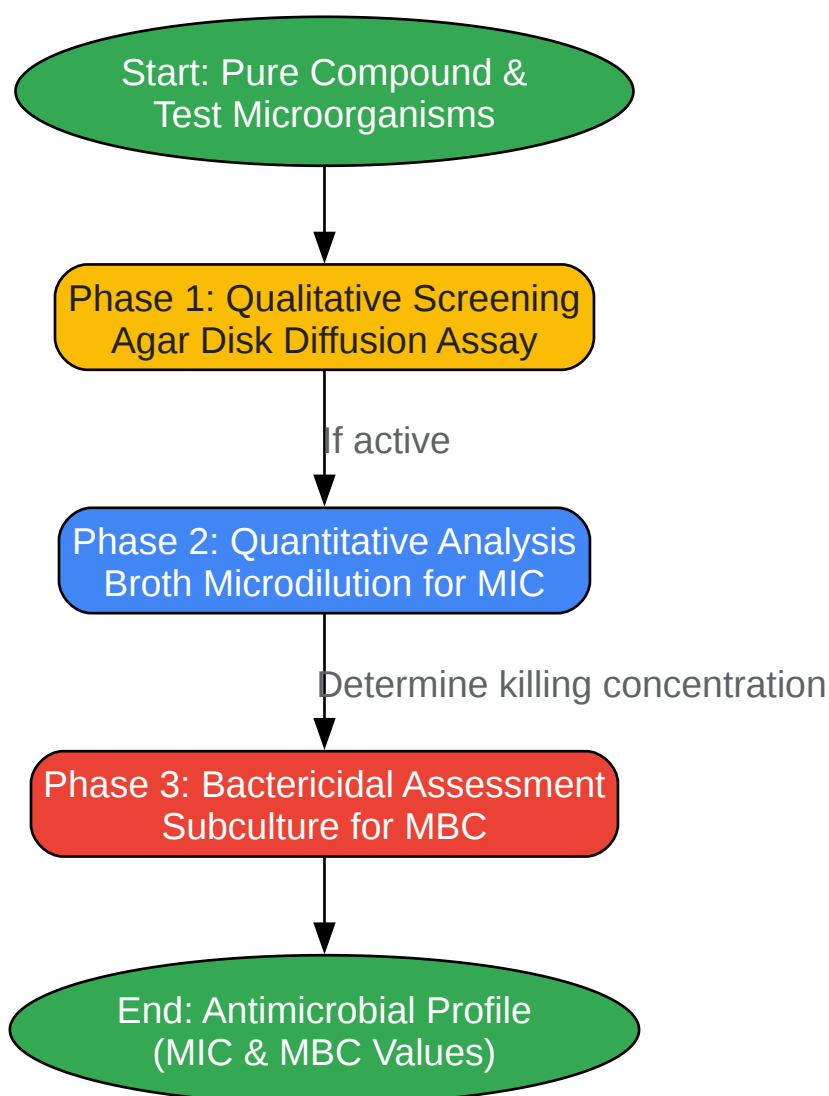 Start: Pure Compound &
Test Microorganisms
Phase 1: Qualitative Screening
Agar Disk Diffusion Assay
If active
Phase 2: Quantitative Analysis
Broth Microdilution for MIC
Determine killing concentration
Phase 3: Bactericidal Assessment
Subculture for MBC
End: Antimicrobial Profile
(MIC & MBC Values)